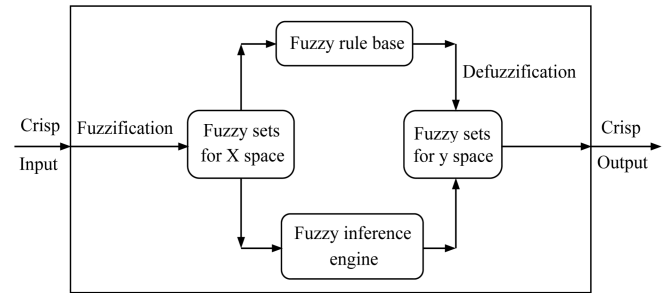 Fuzzy rule base
Defuzzification
Crisp
Input
Fuzzification
Fuzzy sets
for X space
Fuzzy sets
for y space
Crisp
Output
Fuzzy inference
engine